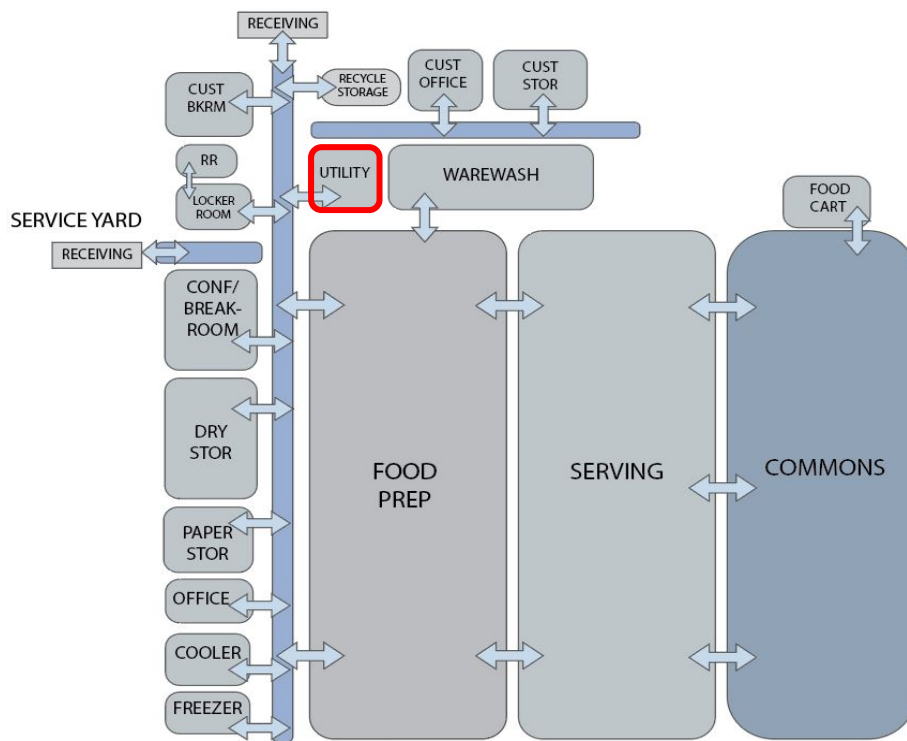 RECEIVING
CUST
BKRM
RECYCLE
STORAGE
CUST
OFFICE
CUST
STOR
RR
LOCKER
ROOM
UTILITY
WAREWASH
FOOD
CART
SERVICE YARD
RECEIVING
CONF/
BREAK-
ROOM
DRY
STOR
PAPER
STOR
OFFICE
COOLER
FREEZER
FOOD
PREP
SERVING
COMMONS